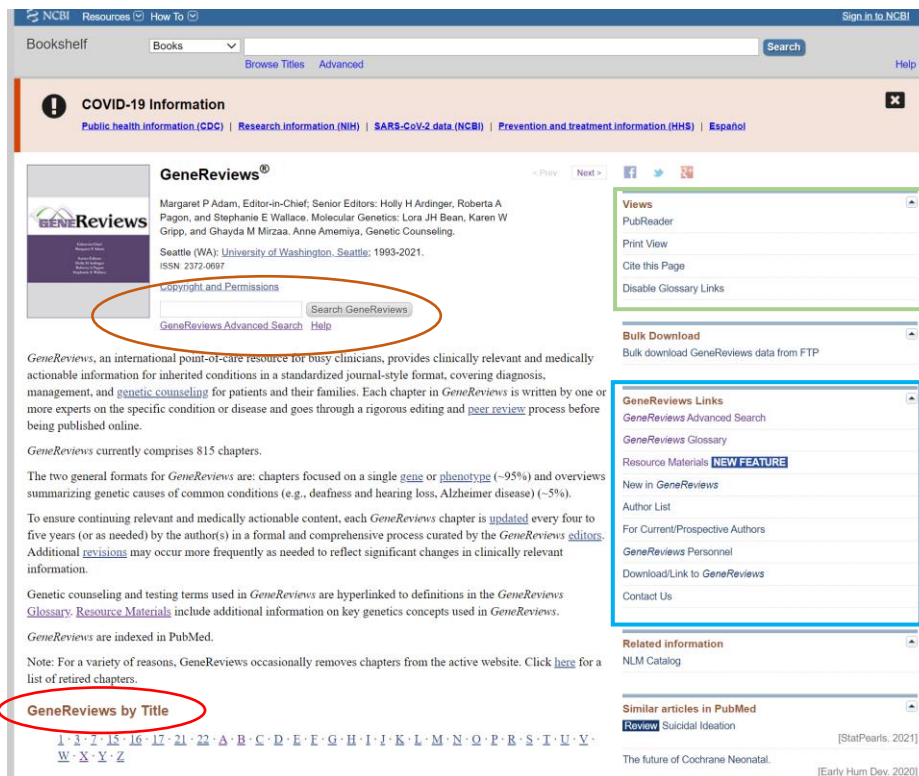 NCBI Resources How To Sign in to NCBI
Bookshelf Books Search
Browse Titles Advanced Help
COVID-19 Information
Public health information (CDC) | Research information (NIH) | SARS-CoV-2 data (NCBI) | Prevention and treatment information (HHS) | Español
GENEReviews
GeneReviews®
< Prev Next >
Margaret P Adam, Editor-in-Chief; Senior Editors: Holly H Ardinger, Roberta A
Pagon, and Stephanie E Wallace. Molecular Genetics: Lora JH Bean, Karen W
Gripp, and Ghayda M Mirzaa. Anne Amemiya, Genetic Counseling.
Seattle (WA): University of Washington, Seattle; 1993-2021.
ISSN: 2372-0697
Copyright and Permissions
Search GeneReviews
GeneReviews Advanced Search Help
GeneReviews, an international point-of-care resource for busy clinicians, provides clinically relevant and medically
actionable information for inherited conditions in a standardized journal-style format, covering diagnosis,
management, and genetic counseling for patients and their families. Each chapter in GeneReviews is written by one or
more experts on the specific condition or disease and goes through a rigorous editing and peer review process before
being published online.
GeneReviews currently comprises 815 chapters.
The two general formats for GeneReviews are: chapters focused on a single gene or phenotype (~95%) and overviews
summarizing genetic causes of common conditions (e.g., deafness and hearing loss, Alzheimer disease) (~5%).
To ensure continuing relevant and medically actionable content, each GeneReviews chapter is updated every four to
five years (or as needed) by the author(s) in a formal and comprehensive process curated by the GeneReviews editors.
Additional revisions may occur more frequently as needed to reflect significant changes in clinically relevant
information.
Genetic counseling and testing terms used in GeneReviews are hyperlinked to definitions in the GeneReviews
Glossary. Resource Materials include additional information on key genetics concepts used in GeneReviews.
GeneReviews are indexed in PubMed.
Note: For a variety of reasons, GeneReviews occasionally removes chapters from the active website. Click here for a
list of retired chapters.
GeneReviews by Title
1 · 3 · 7 · 15 · 16 · 17 · 21 · 22 · A · B · C · D · E · F · G · H · I · J · K · L · M · N · O · P · R · S · T · U · V ·
W · X · Y · Z
Views
PubReader
Print View
Cite this Page
Disable Glossary Links
Bulk Download
Bulk download GeneReviews data from FTP
GeneReviews Links
GeneReviews Advanced Search
GeneReviews Glossary
Resource Materials NEW FEATURE
New in GeneReviews
Author List
For Current/Prospective Authors
GeneReviews Personnel
Download/Link to GeneReviews
Contact Us
Related information
NLM Catalog
Similar articles in PubMed
Review Suicidal Ideation
[StatPearls. 2021]
The future of Cochrane Neonatal.
[Early Hum Dev. 2020]